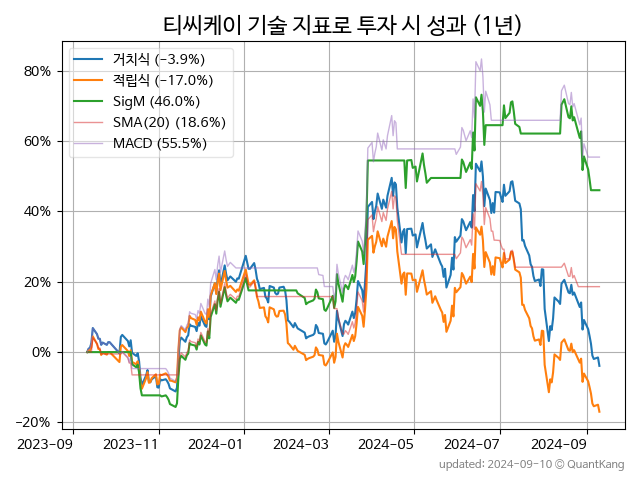 티씨케이 기술 지표로 투자 시 성과 (1년)
거치식 (-3.9%)
적립식 (-17.0%)
SigM (46.0%)
SMA(20) (18.6%)
MACD (55.5%)
80%
60%
40%
20%
0%
-20%
2023-09 2023-11 2024-01 2024-03 2024-05 2024-07 2024-09
updated: 2024-09-10 © QuantKang